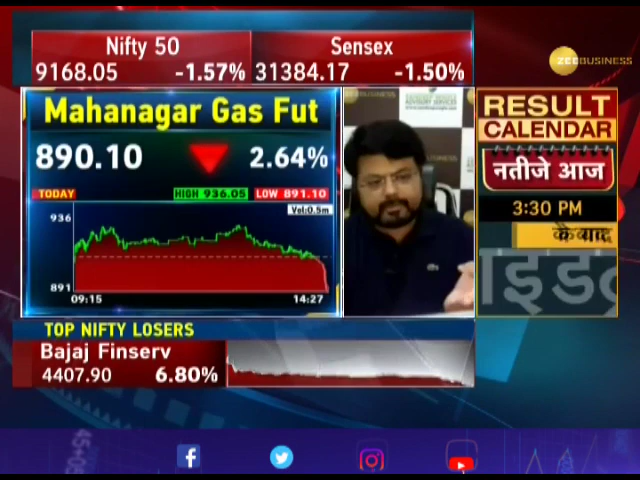 Nifty 50
9168.05 -1.57%
Sensex
31384.17 -1.50%
ZEEBUSINESS
Mahanagar Gas Fut
890.10 2.64%
TODAY HIGH 936.05 LOW 891.10
Vol:0.5m
936
891
09:15 14:27
RESULT
CALENDAR
नतीजे आज
3:30 PM
के बाद
TOP NIFTY LOSERS
Bajaj Finserv
4407.90 6.80%